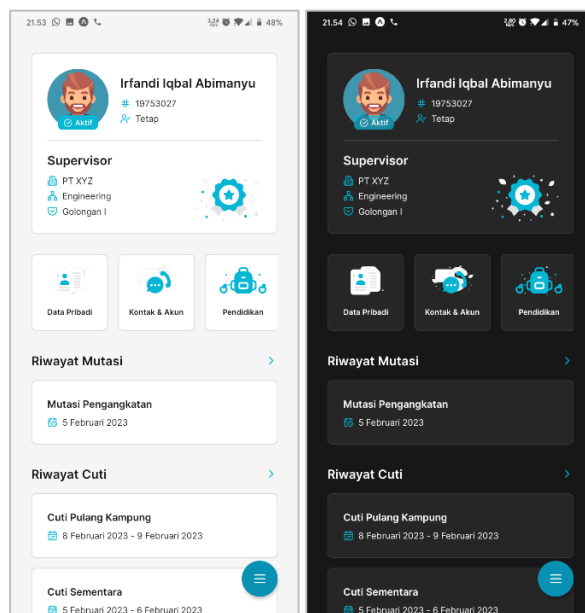 21.53
48%
Irfandi Iqbal Abimanyu
# 19753027
Aktif
Tetap
Supervisor
PT XYZ
Engineering
Golongan I
Data Pribadi
Kontak & Akun
Pendidikan
Riwayat Mutasi
Mutasi Pengangkatan
5 Februari 2023
Riwayat Cuti
Cuti Pulang Kampung
8 Februari 2023 - 9 Februari 2023
Cuti Sementara
5 Februari 2023 - 6 Februari 2023
21.54
47%
Irfandi Iqbal Abimanyu
# 19753027
Aktif
Tetap
Supervisor
PT XYZ
Engineering
Golongan I
Data Pribadi
Kontak & Akun
Pendidikan
Riwayat Mutasi
Mutasi Pengangkatan
5 Februari 2023
Riwayat Cuti
Cuti Pulang Kampung
8 Februari 2023 - 9 Februari 2023
Cuti Sementara
5 Februari 2023 - 6 Februari 2023